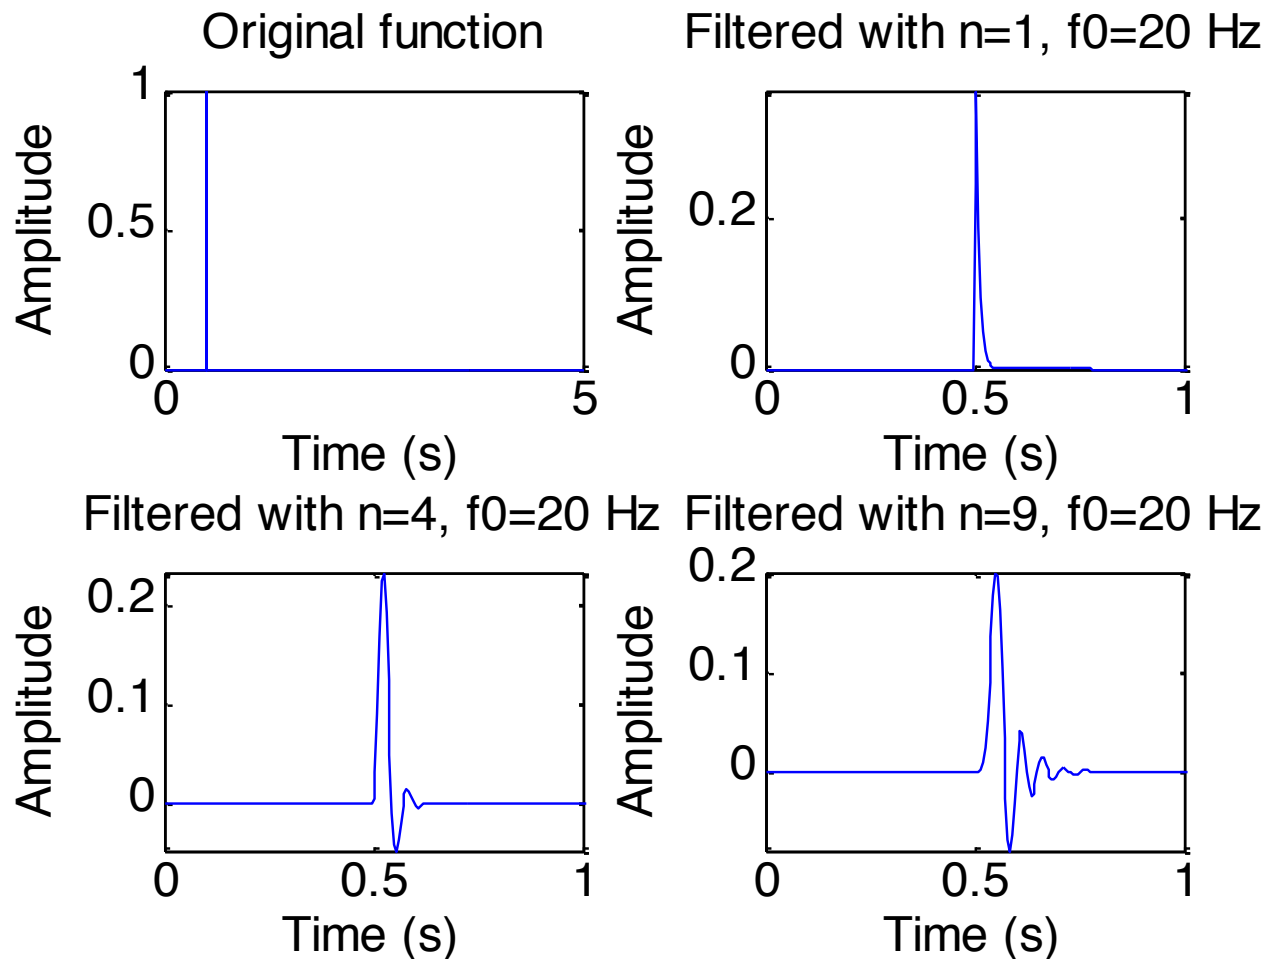 Original function
Amplitude
1
0.5
0
0
5
Time (s)
Filtered with n=1, f0=20 Hz
Amplitude
0.2
0
0
0.5
1
Time (s)
Filtered with n=4, f0=20 Hz
Amplitude
0.2
0.1
0
0
0.5
1
Time (s)
Filtered with n=9, f0=20 Hz
Amplitude
0.2
0.1
0
0
0.5
1
Time (s)